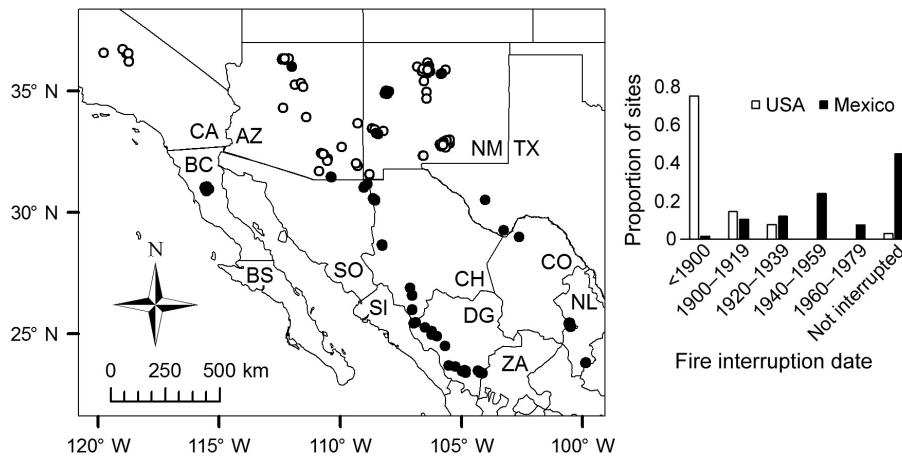 35° N
30° N
25° N
CA
AZ
NM
TX
BC
BS
SO
SI
CH
DG
CO
NL
ZA
N
0 250 500 km
120° W 115° W 110° W 105° W 100° W
Proportion of sites
0.8
0.6
0.4
0.2
0
USA Mexico
<1900
1900–1919
1920–1939
1940–1959
1960–1979
Not interrupted
Fire interruption date